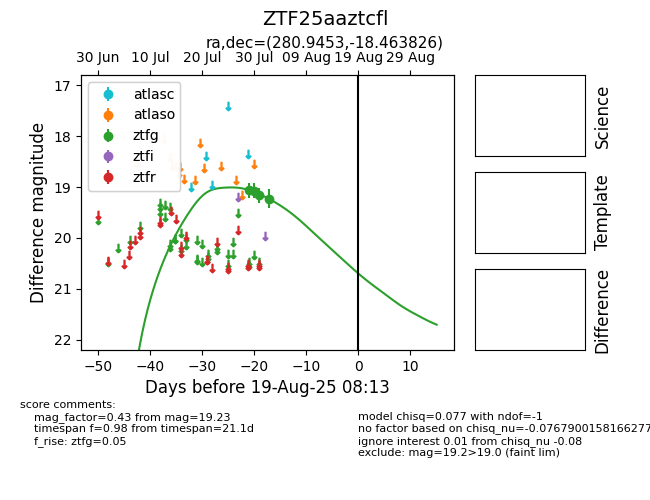 ZTF25aaztcfl
ra,dec=(280.9453,-18.463826)
30 Jun 10 Jul 20 Jul 30 Jul 09 Aug 19 Aug 29 Aug
17
18
19
20
21
22
Difference magnitude
atlasc
atlaso
ztfg
ztfi
ztfr
−50 −40 −30 −20 −10 0 10
Days before 19-Aug-25 08:13
Science
Template
Difference
score comments:
mag_factor=0.43 from mag=19.23
timespan f=0.98 from timespan=21.1d
f_rise: ztfg=0.05
model chisq=0.077 with ndof=-1
no factor based on chisq_nu=-0.0767900158166277
ignore interest 0.01 from chisq_nu -0.08
exclude: mag=19.2>19.0 (faint lim)